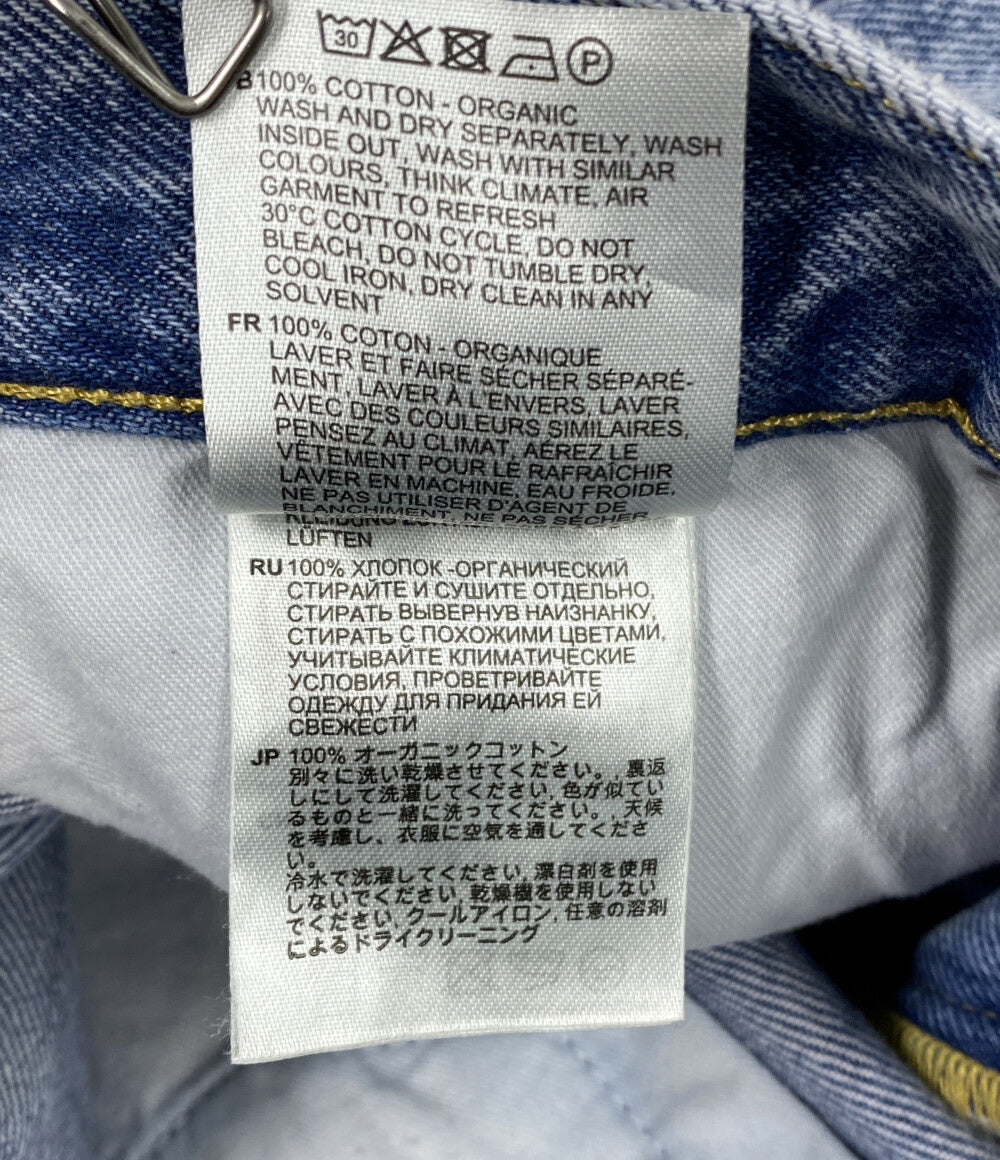 30 P
B 100% COTTON - ORGANIC
WASH AND DRY SEPARATELY, WASH
INSIDE OUT, WASH WITH SIMILAR
COLOURS, THINK CLIMATE, AIR
GARMENT TO REFRESH
30°C COTTON CYCLE, DO NOT
BLEACH, DO NOT TUMBLE DRY,
COOL IRON, DRY CLEAN IN ANY
SOLVENT
FR 100% COTON - ORGANIQUE
LAVER ET FAIRE SÉCHER SÉPARÉ-
MENT, LAVER À L'ENVERS, LAVER
AVEC DES COULEURS SIMILAIRES,
PENSEZ AU CLIMAT, AÉREZ LE
VÊTEMENT POUR LE RAFRAÎCHIR
LAVER EN MACHINE, EAU FROIDE,
NE PAS UTILISER D'AGENT DE
BLANCHIMENT, NE PAS SÉCHER
KLEIDUNG
LÜFTEN
RU 100% ХЛОПОК -ОРГАНИЧЕСКИЙ
СТИРАЙТЕ И СУШИТЕ ОТДЕЛЬНО,
СТИРАТЬ ВЫВЕРНУВ НАИЗНАНКУ,
СТИРАТЬ С ПОХОЖИМИ ЦВЕТАМИ,
УЧИТЫВАЙТЕ КЛИМАТИЧЕСКИЕ
УСЛОВИЯ, ПРОВЕТРИВАЙТЕ
ОДЕЖДУ ДЛЯ ПРИДАНИЯ ЕЙ
СВЕЖЕСТИ
JP 100% オーガニックコットン
別々に洗い乾燥させてください。, 裏返
しにして洗濯してください, 色が似てい
るものと一緒に洗ってください。, 天候
を考慮し、衣服に空気を通してくださ
い。
冷水で洗濯してください, 漂白剤を使用
しないでください, 乾燥機を使用しない
でください, クールアイロン, 任意の溶剤
によるドライクリーニング